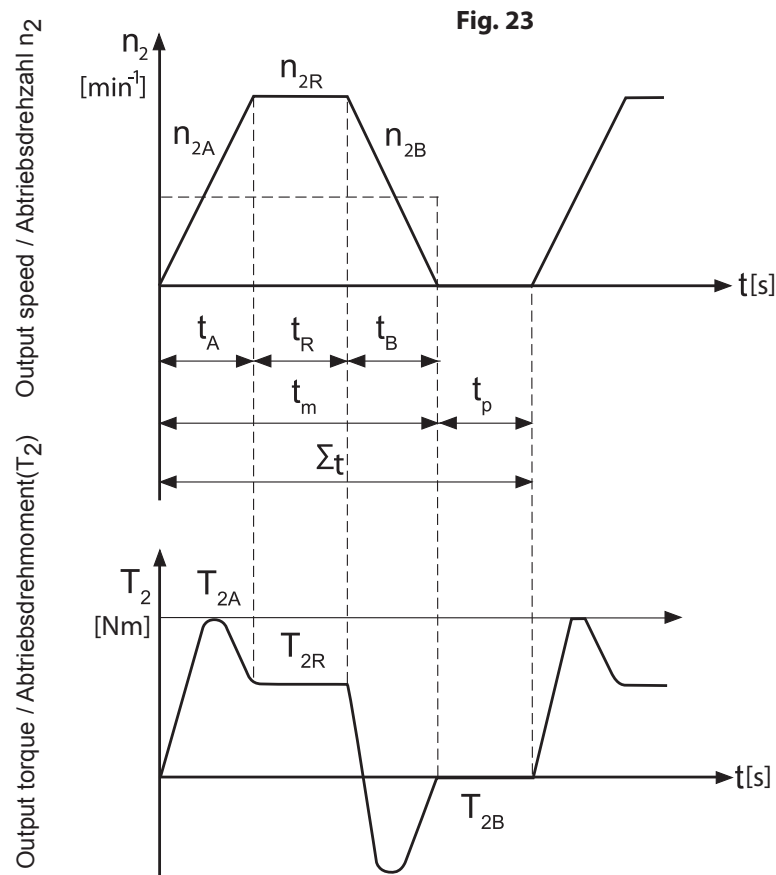 Fig. 23
Output speed / Abtriebsdrehzahl n2
n2
[min-1]
n2R
n2A
n2B
t[s]
tA
tR
tB
tm
tp
Σt
Output torque / Abtriebsdrehmoment(T2)
T2
T2A
[Nm]
T2R
t[s]
T2B